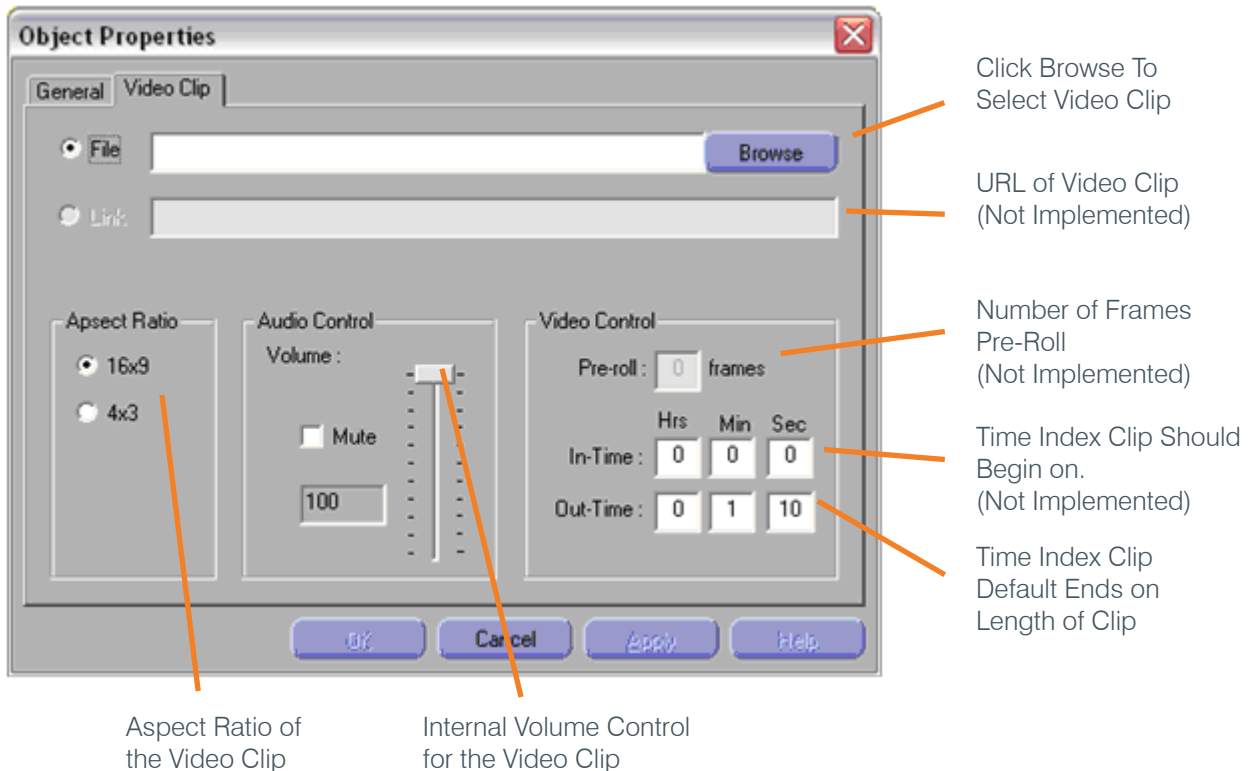 Object Properties
General Video Clip
File Browse
Link
Apsect Ratio
16x9
4x3
Audio Control
Volume :
Mute
100
Video Control
Pre-roll : 0 frames
Hrs Min Sec
In-Time : 0 0 0
Out-Time : 0 1 10
OK Cancel Apply Help
Click Browse To
Select Video Clip
URL of Video Clip
(Not Implemented)
Number of Frames
Pre-Roll
(Not Implemented)
Time Index Clip Should
Begin on.
(Not Implemented)
Time Index Clip
Default Ends on
Length of Clip
Aspect Ratio of
the Video Clip
Internal Volume Control
for the Video Clip